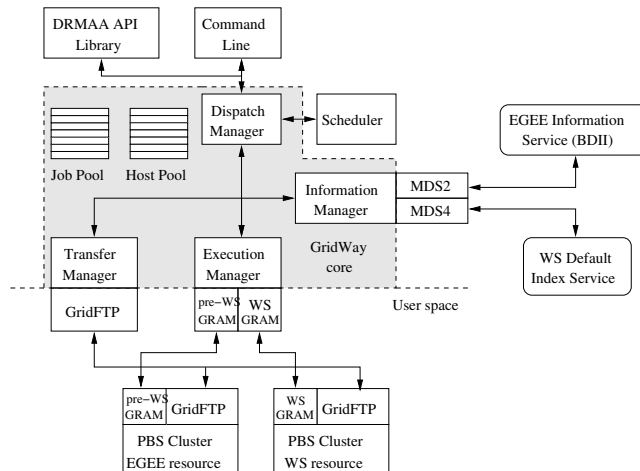 DRMAA API
Library
Command
Line
Dispatch
Manager
Scheduler
EGEE Information
Service (BDII)
Job Pool
Host Pool
Information
Manager
MDS2
MDS4
Transfer
Manager
Execution
Manager
GridWay
core
WS Default
Index Service
GridFTP
pre-WS
GRAM
WS
GRAM
User space
pre-WS
GRAM
GridFTP
PBS Cluster
EGEE resource
WS
GRAM
GridFTP
PBS Cluster
WS resource